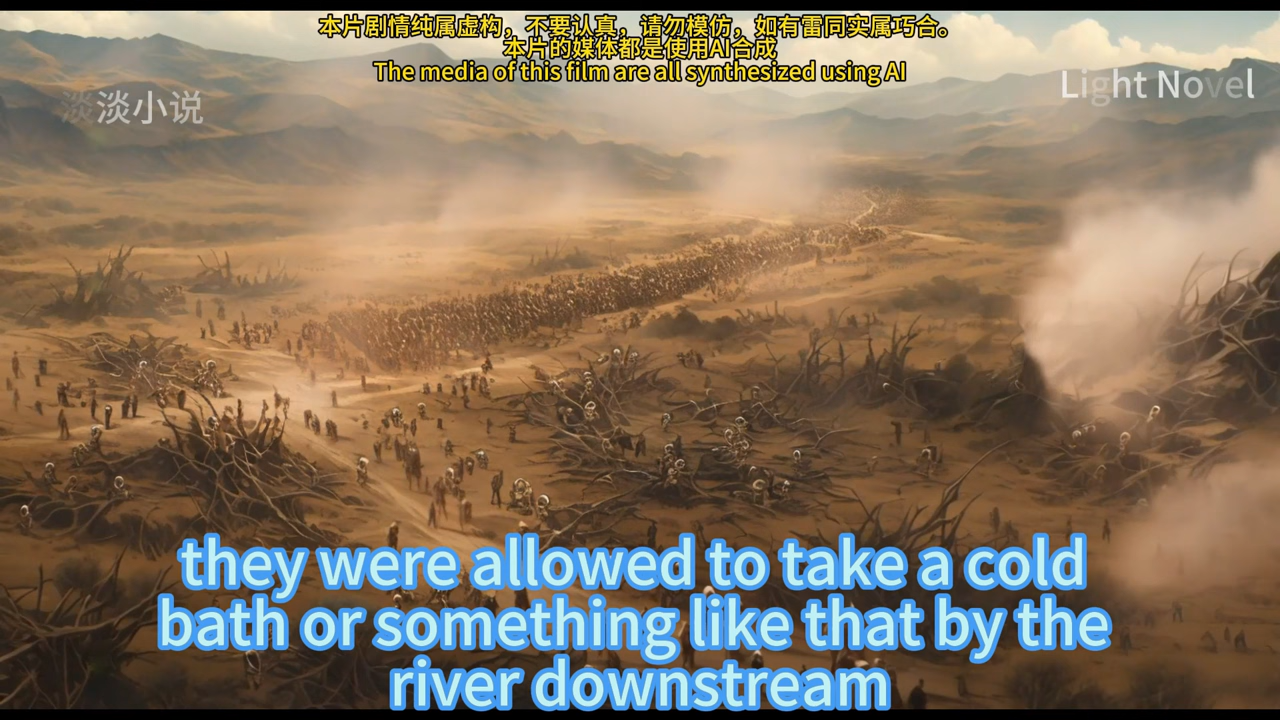 本片剧情纯属虚构，不要认真，请勿模仿，如有雷同实属巧合。
本片的媒体都是使用AI合成
The media of this film are all synthesized using AI
淡淡小说
Light Novel
they were allowed to take a cold
bath or something like that by the
river downstream